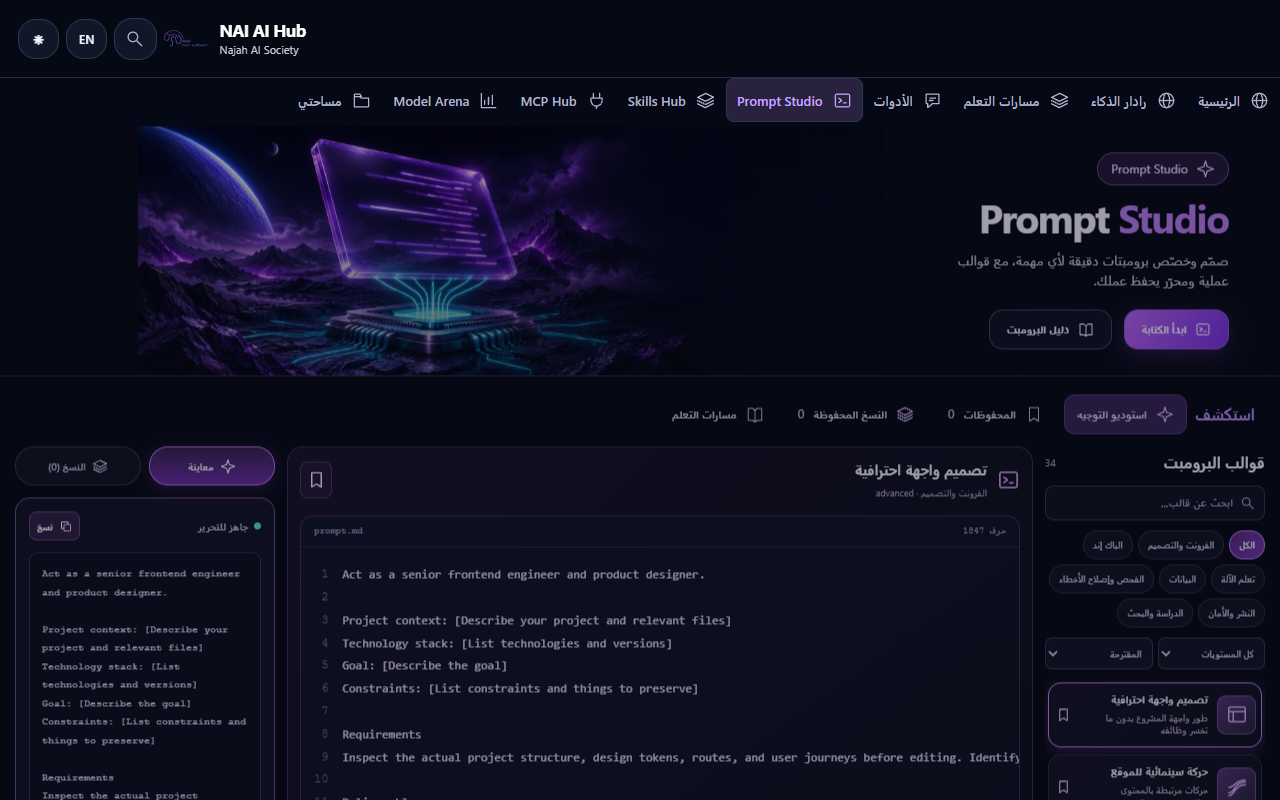 NAI AI Hub
Najah AI Society
EN
الرئيسية
رادار الذكاء
مسارات التعلم
الأدوات
Prompt Studio
Skills Hub
MCP Hub
Model Arena
مساحتي
Prompt Studio
Prompt Studio
صمّم وخصّص برومبتات دقيقة لأي مهمة، مع قوالب
عملية ومحرّر يحفظ عملك.
ابدأ الكتابة
دليل البرومبت
استكشف
استوديو التوجيه
المحفوظات 0
النسخ المحفوظة 0
مسارات التعلم
قوالب البرومبت
34
ابحث عن قالب...
الكل
الفرونت والتصميم
الباك إند
تعلم الآلة
البيانات
الفحص وإصلاح الأخطاء
النشر والأمان
الدراسة والبحث
كل المستويات
المقترحة
تصميم واجهة احترافية
طور واجهة المشروع بدون ما
تخسر وظائفه
حركة سينمائية للموقع
حركات مرتبطة بالمحتوى
تصميم واجهة احترافية
الفرونت والتصميم · advanced
prompt.md
1847 حرف
1 Act as a senior frontend engineer and product designer.
2
3 Project context: [Describe your project and relevant files]
4 Technology stack: [List technologies and versions]
5 Goal: [Describe the goal]
6 Constraints: [List constraints and things to preserve]
7
8 Requirements
9 Inspect the actual project structure, design tokens, routes, and user journeys before editing. Identify
10
معاينة
النسخ (0)
جاهز للتحرير
نسخ
Act as a senior frontend engineer
and product designer.
Project context: [Describe your
project and relevant files]
Technology stack: [List
technologies and versions]
Goal: [Describe the goal]
Constraints: [List constraints and
things to preserve]
Requirements
Inspect the actual project